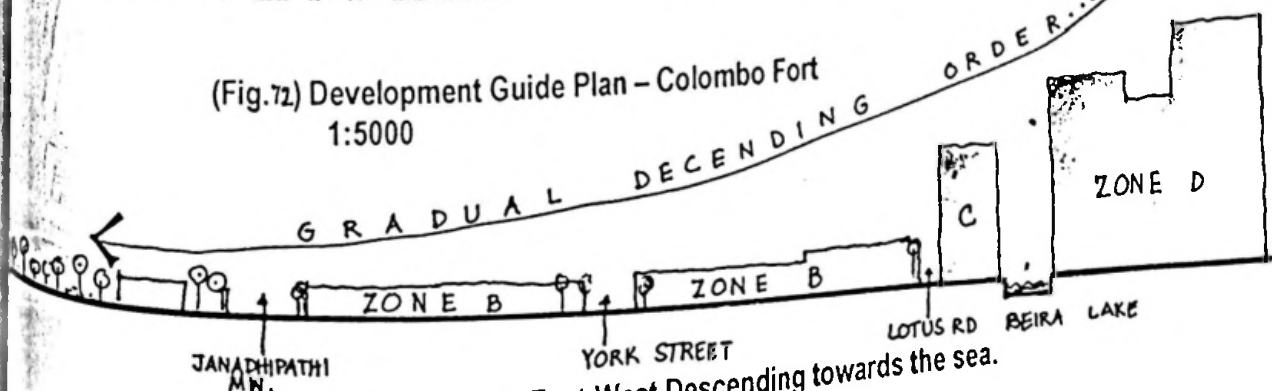 (Fig.72) Development Guide Plan – Colombo Fort
1:5000
GRADUAL DECENDING ORDER...
ZONE D
C
ZONE B
ZONE B
JANADHIPATHI
MW.
YORK STREET
LOTUS RD
BEIRA LAKE
West Descending towards the sea.